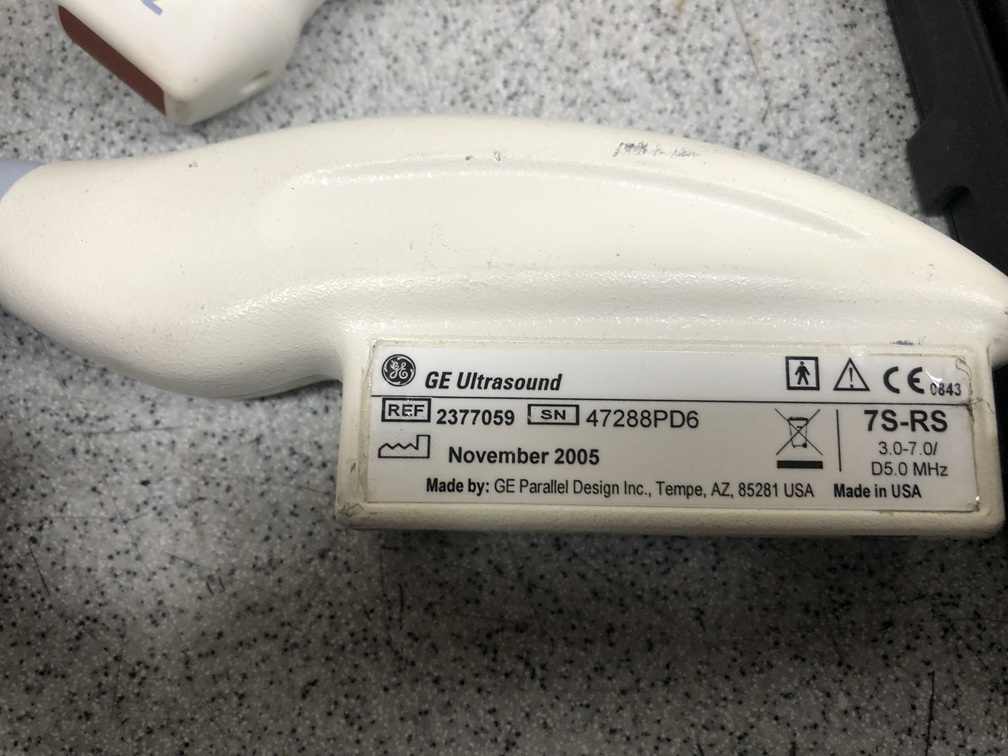 GE Ultrasound
0843
REF 2377059 SN 47288PD6
7S-RS
3.0-7.0/
D5.0 MHz
November 2005
Made by: GE Parallel Design Inc., Tempe, AZ, 85281 USA Made in USA